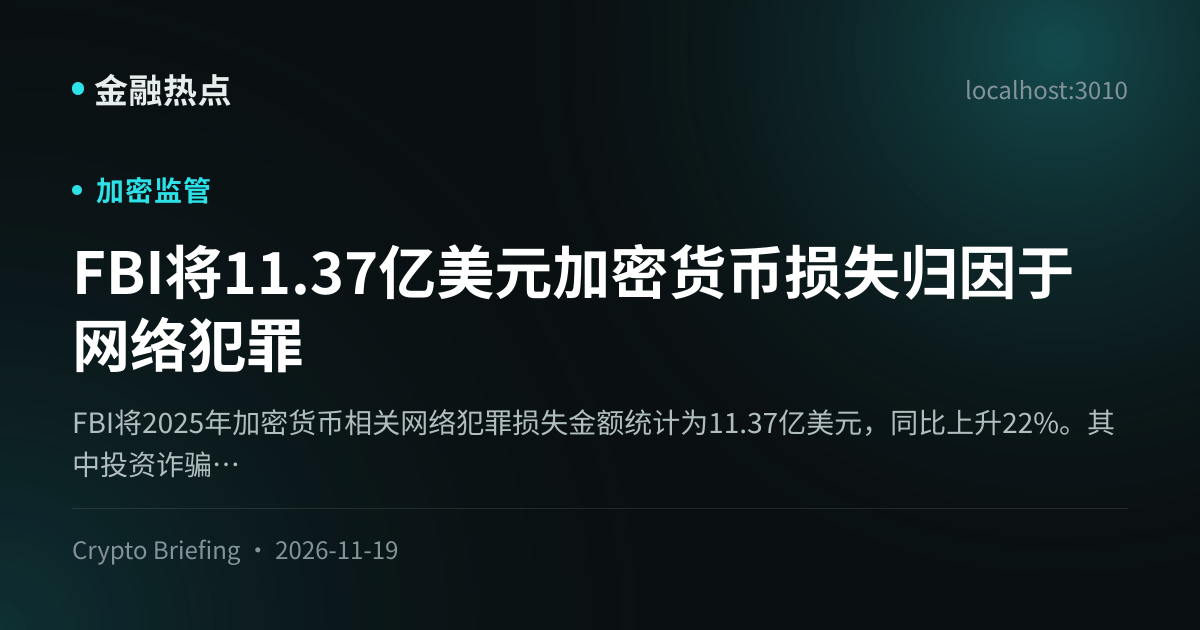 金融热点
localhost:3010
加密监管
FBI将11.37亿美元加密货币损失归因于
网络犯罪
FBI将2025年加密货币相关网络犯罪损失金额统计为11.37亿美元，同比上升22%。其
中投资诈骗…
Crypto Briefing · 2026-11-19